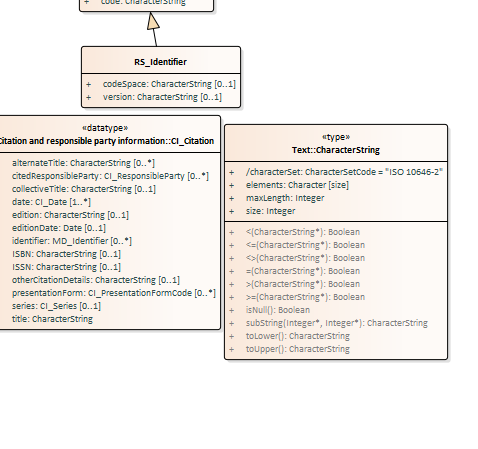 + code: CharacterString
RS_Identifier
+ codeSpace: CharacterString [0..1]
+ version: CharacterString [0..1]
«datatype»
Citation and responsible party information::CI_Citation
alternateTitle: CharacterString [0..*]
citedResponsibleParty: CI_ResponsibleParty [0..*]
collectiveTitle: CharacterString [0..1]
date: CI_Date [1..*]
edition: CharacterString [0..1]
editionDate: Date [0..1]
identifier: MD_Identifier [0..*]
ISBN: CharacterString [0..1]
ISSN: CharacterString [0..1]
otherCitationDetails: CharacterString [0..1]
presentationForm: CI_PresentationFormCode [0..*]
series: CI_Series [0..1]
title: CharacterString
«type»
Text::CharacterString
+ /characterSet: CharacterSetCode = "ISO 10646-2"
+ elements: Character [size]
+ maxLength: Integer
+ size: Integer
+ <(CharacterString*): Boolean
+ <=(CharacterString*): Boolean
+ <>(CharacterString*): Boolean
+ =(CharacterString*): Boolean
+ >(CharacterString*): Boolean
+ >=(CharacterString*): Boolean
+ isNull(): Boolean
+ subString(Integer*, Integer*): CharacterString
+ toLower(): CharacterString
+ toUpper(): CharacterString